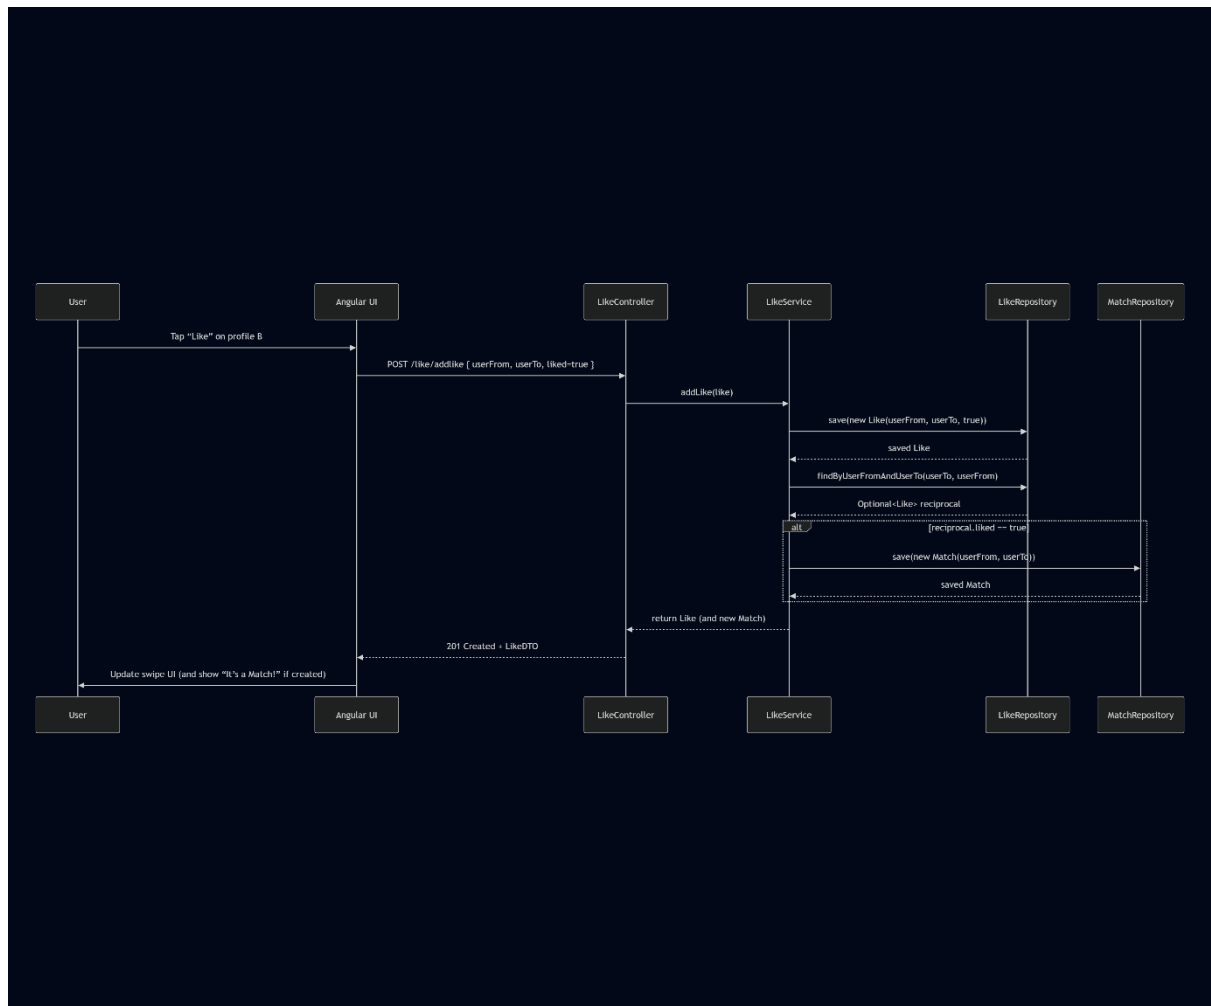 User
Angular UI
LikeController
LikeService
LikeRepository
MatchRepository
Tap “Like” on profile B
POST /like/addlike { userFrom, userTo, liked=true }
addLike(like)
save(new Like(userFrom, userTo, true))
saved Like
findByUserFromAndUserTo(userTo, userFrom)
Optional<Like> reciprocal
alt
[reciprocal.liked == true]
save(new Match(userFrom, userTo))
saved Match
return Like (and new Match)
201 Created + LikeDTO
Update swipe UI (and show “It’s a Match!” if created)
User
Angular UI
LikeController
LikeService
LikeRepository
MatchRepository